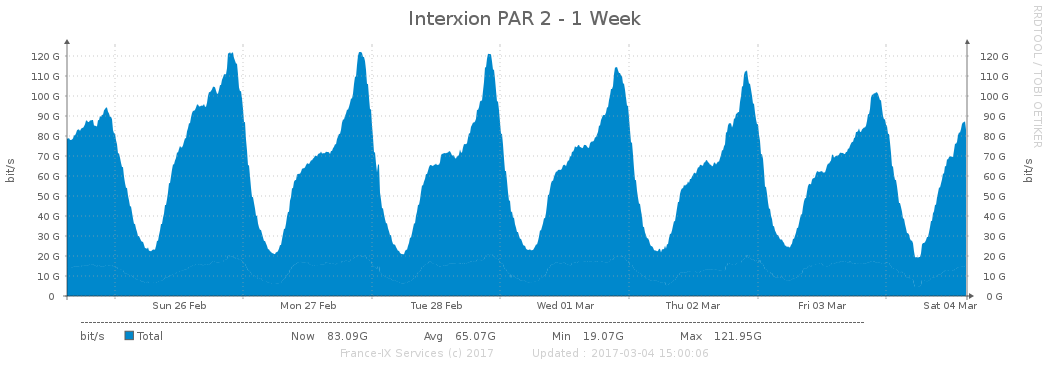 Interxion PAR 2 - 1 Week
RRDTOOL / TOBI OETIKER
bit/s
120 G 120 G
110 G 110 G
100 G 100 G
90 G 90 G
80 G 80 G
70 G 70 G
60 G 60 G
50 G 50 G
40 G 40 G
30 G 30 G
20 G 20 G
10 G 10 G
0 0 G
bit/s
Sun 26 Feb Mon 27 Feb Tue 28 Feb Wed 01 Mar Thu 02 Mar Fri 03 Mar Sat 04 Mar
bit/s Total Now 83.09G Avg 65.07G Min 19.07G Max 121.95G
France-IX Services (c) 2017 Updated : 2017-03-04 15:00:06